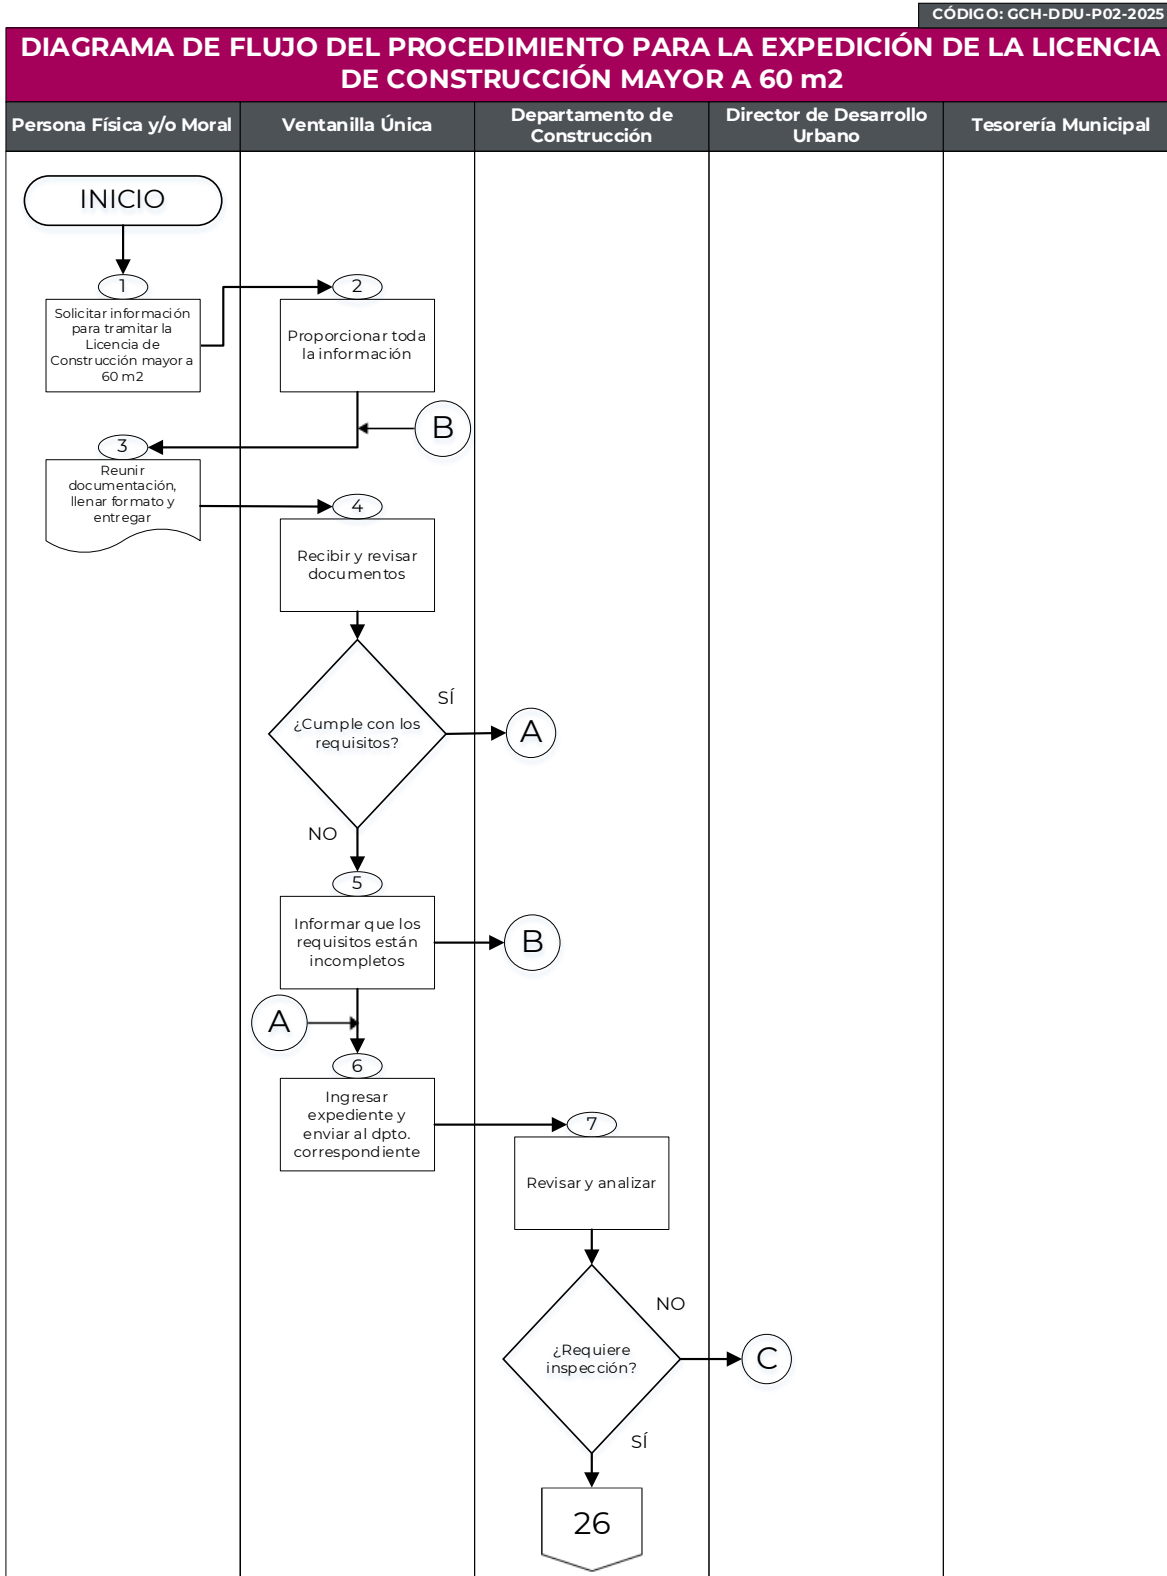 CÓDIGO: GCH-DDU-P02-2025
DIAGRAMA DE FLUJO DEL PROCEDIMIENTO PARA LA EXPEDICIÓN DE LA LICENCIA
DE CONSTRUCCIÓN MAYOR A 60 m2
Persona Física y/o Moral
Ventanilla Única
Departamento de
Construcción
Director de Desarrollo
Urbano
Tesorería Municipal
INICIO
1
Solicitar información
para tramitar la
Licencia de
Construcción mayor a
60 m2
2
Proporcionar toda
la información
B
3
Reunir
documentación,
llenar formato y
entregar
4
Recibir y revisar
documentos
¿Cumple con los
requisitos?
SÍ
A
NO
5
Informar que los
requisitos están
incompletos
B
A
6
Ingresar
expediente y
enviar al dpto.
correspondiente
7
Revisar y analizar
¿Requiere
inspección?
NO
C
SÍ
26